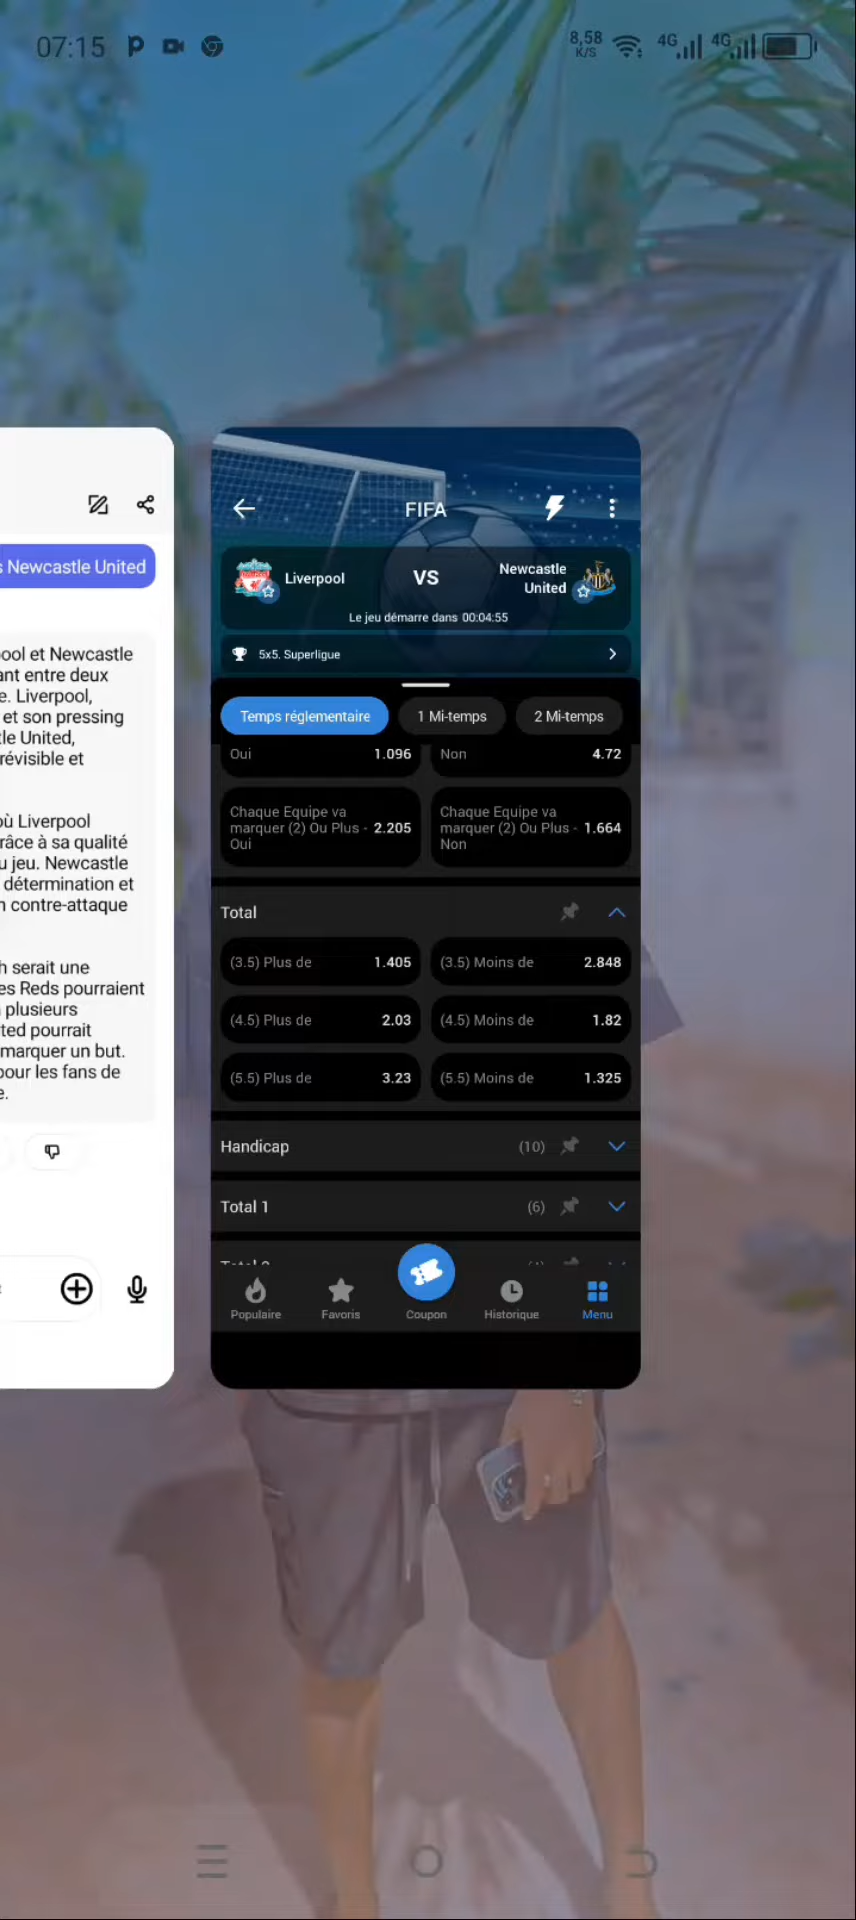 07:15
8,58
K/S
4G
4G
s Newcastle United
ool et Newcastle
ant entre deux
e. Liverpool,
et son pressing
tle United,
révisible et
où Liverpool
râce à sa qualité
u jeu. Newcastle
détermination et
n contre-attaque
h serait une
es Reds pourraient
plusieurs
ted pourrait
marquer un but.
pour les fans de
e.
FIFA
Liverpool
VS
Newcastle
United
Le jeu démarre dans 00:04:55
5x5. Superligue
Temps réglementaire
1 Mi-temps
2 Mi-temps
Oui 1.096
Non 4.72
Chaque Equipe va
marquer (2) Ou Plus - 2.205
Oui
Chaque Equipe va
marquer (2) Ou Plus - 1.664
Non
Total
(3.5) Plus de 1.405
(3.5) Moins de 2.848
(4.5) Plus de 2.03
(4.5) Moins de 1.82
(5.5) Plus de 3.23
(5.5) Moins de 1.325
Handicap (10)
Total 1 (6)
Populaire
Favoris
Coupon
Historique
Menu